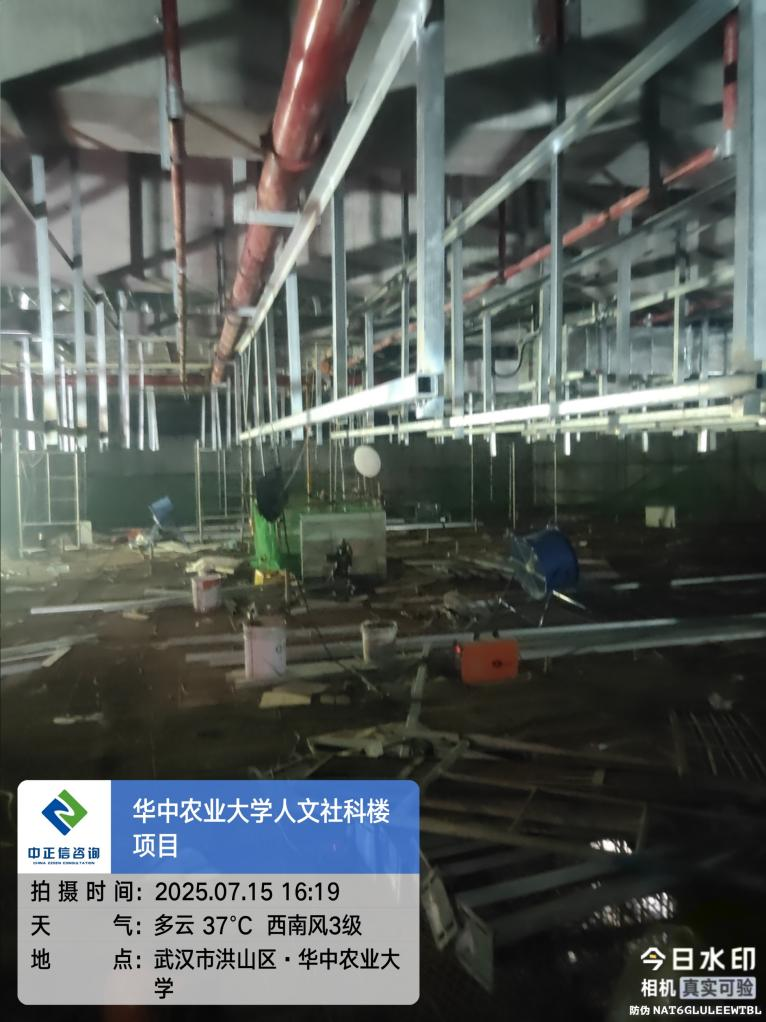 华中农业大学人文社科楼
项目
中正信咨询
CHINA ZZXIN CONSULTATION
拍摄时间：2025.07.15 16:19
天气：多云 37°C 西南风3级
地点：武汉市洪山区·华中农业大
学
今日水印
相机 真实可验
防伪 NAT6GLULEEWTBL